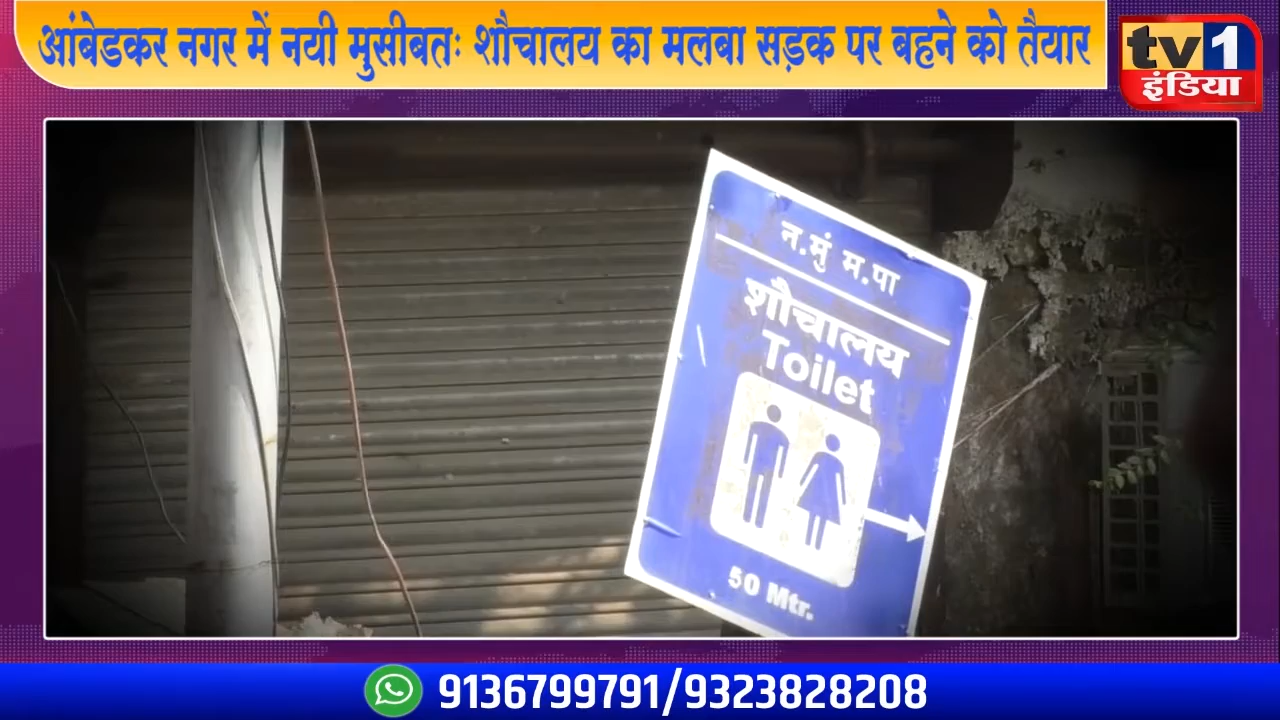 आंबेडकर नगर में नयी मुसीबतः शौचालय का मलबा सड़क पर बहने को तैयार
tv1
इंडिया
न.मुं म.पा
शौचालय
Toilet
50 Mtr.
9136799791/9323828208